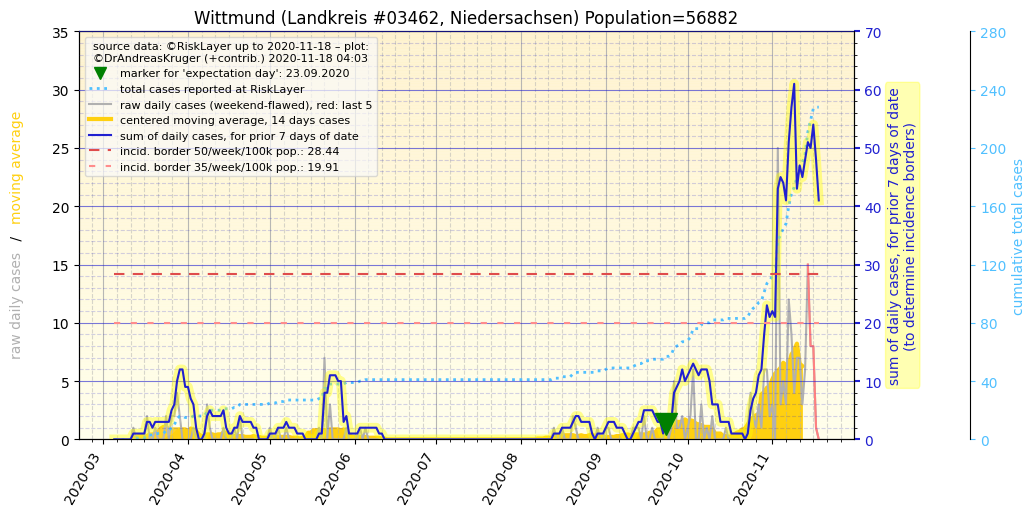 Wittmund (Landkreis #03462, Niedersachsen) Population=56882
source data: ©RiskLayer up to 2020-11-18 – plot:
©DrAndreasKruger (+contrib.) 2020-11-18 04:03
marker for 'expectation day': 23.09.2020
total cases reported at RiskLayer
raw daily cases (weekend-flawed), red: last 5
centered moving average, 14 days cases
sum of daily cases, for prior 7 days of date
incid. border 50/week/100k pop.: 28.44
incid. border 35/week/100k pop.: 19.91
raw daily cases / moving average
35
30
25
20
15
10
5
0
2020-03
2020-04
2020-05
2020-06
2020-07
2020-08
2020-09
2020-10
2020-11
70
60
50
40
30
20
10
0
sum of daily cases, for prior 7 days of date
(to determine incidence borders)
280
240
200
160
120
80
40
0
cumulative total cases